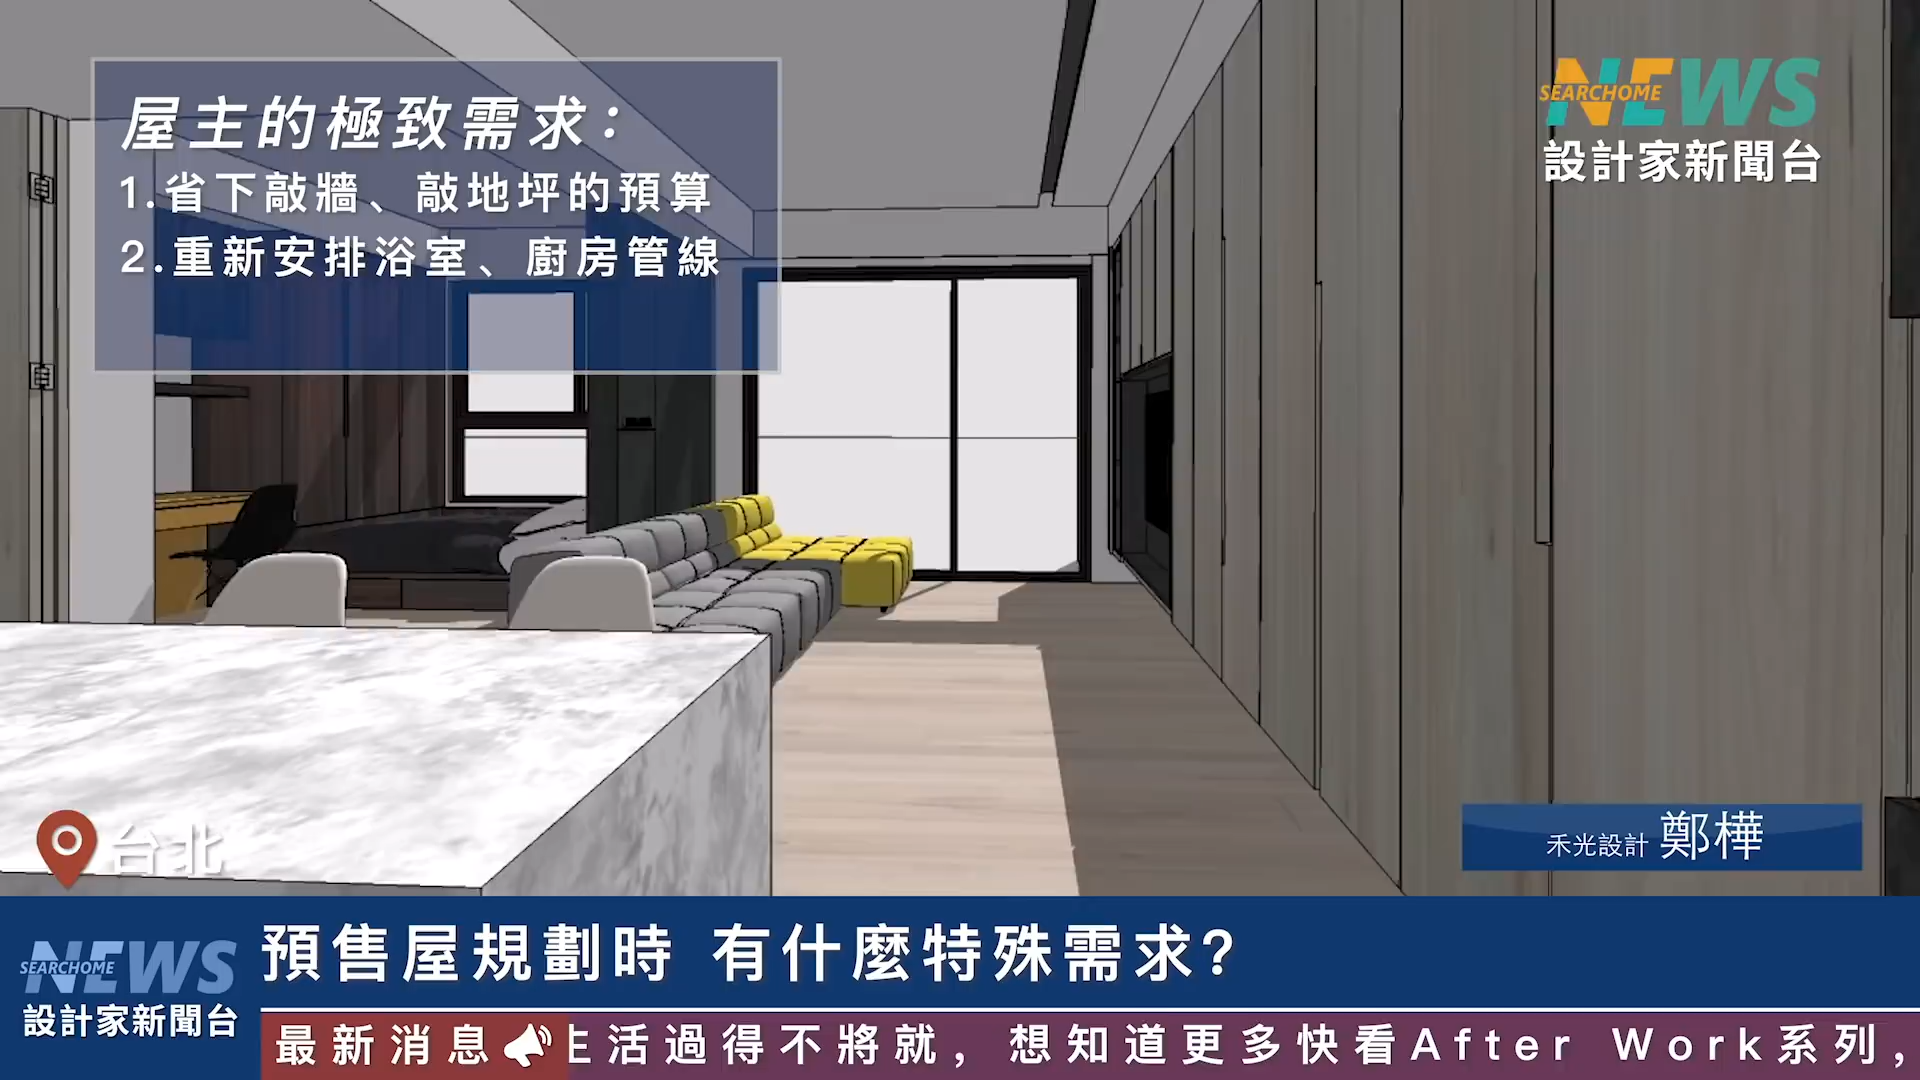 屋主的極致需求：
1.省下敲牆、敲地坪的預算
2.重新安排浴室、廚房管線
NEWS
SEARCHOME
設計家新聞台
台北
禾光設計 鄭樺
NEWS
SEARCHOME
設計家新聞台
預售屋規劃時 有什麼特殊需求?
最新消息
活過得不將就，想知道更多快看After Work系列，